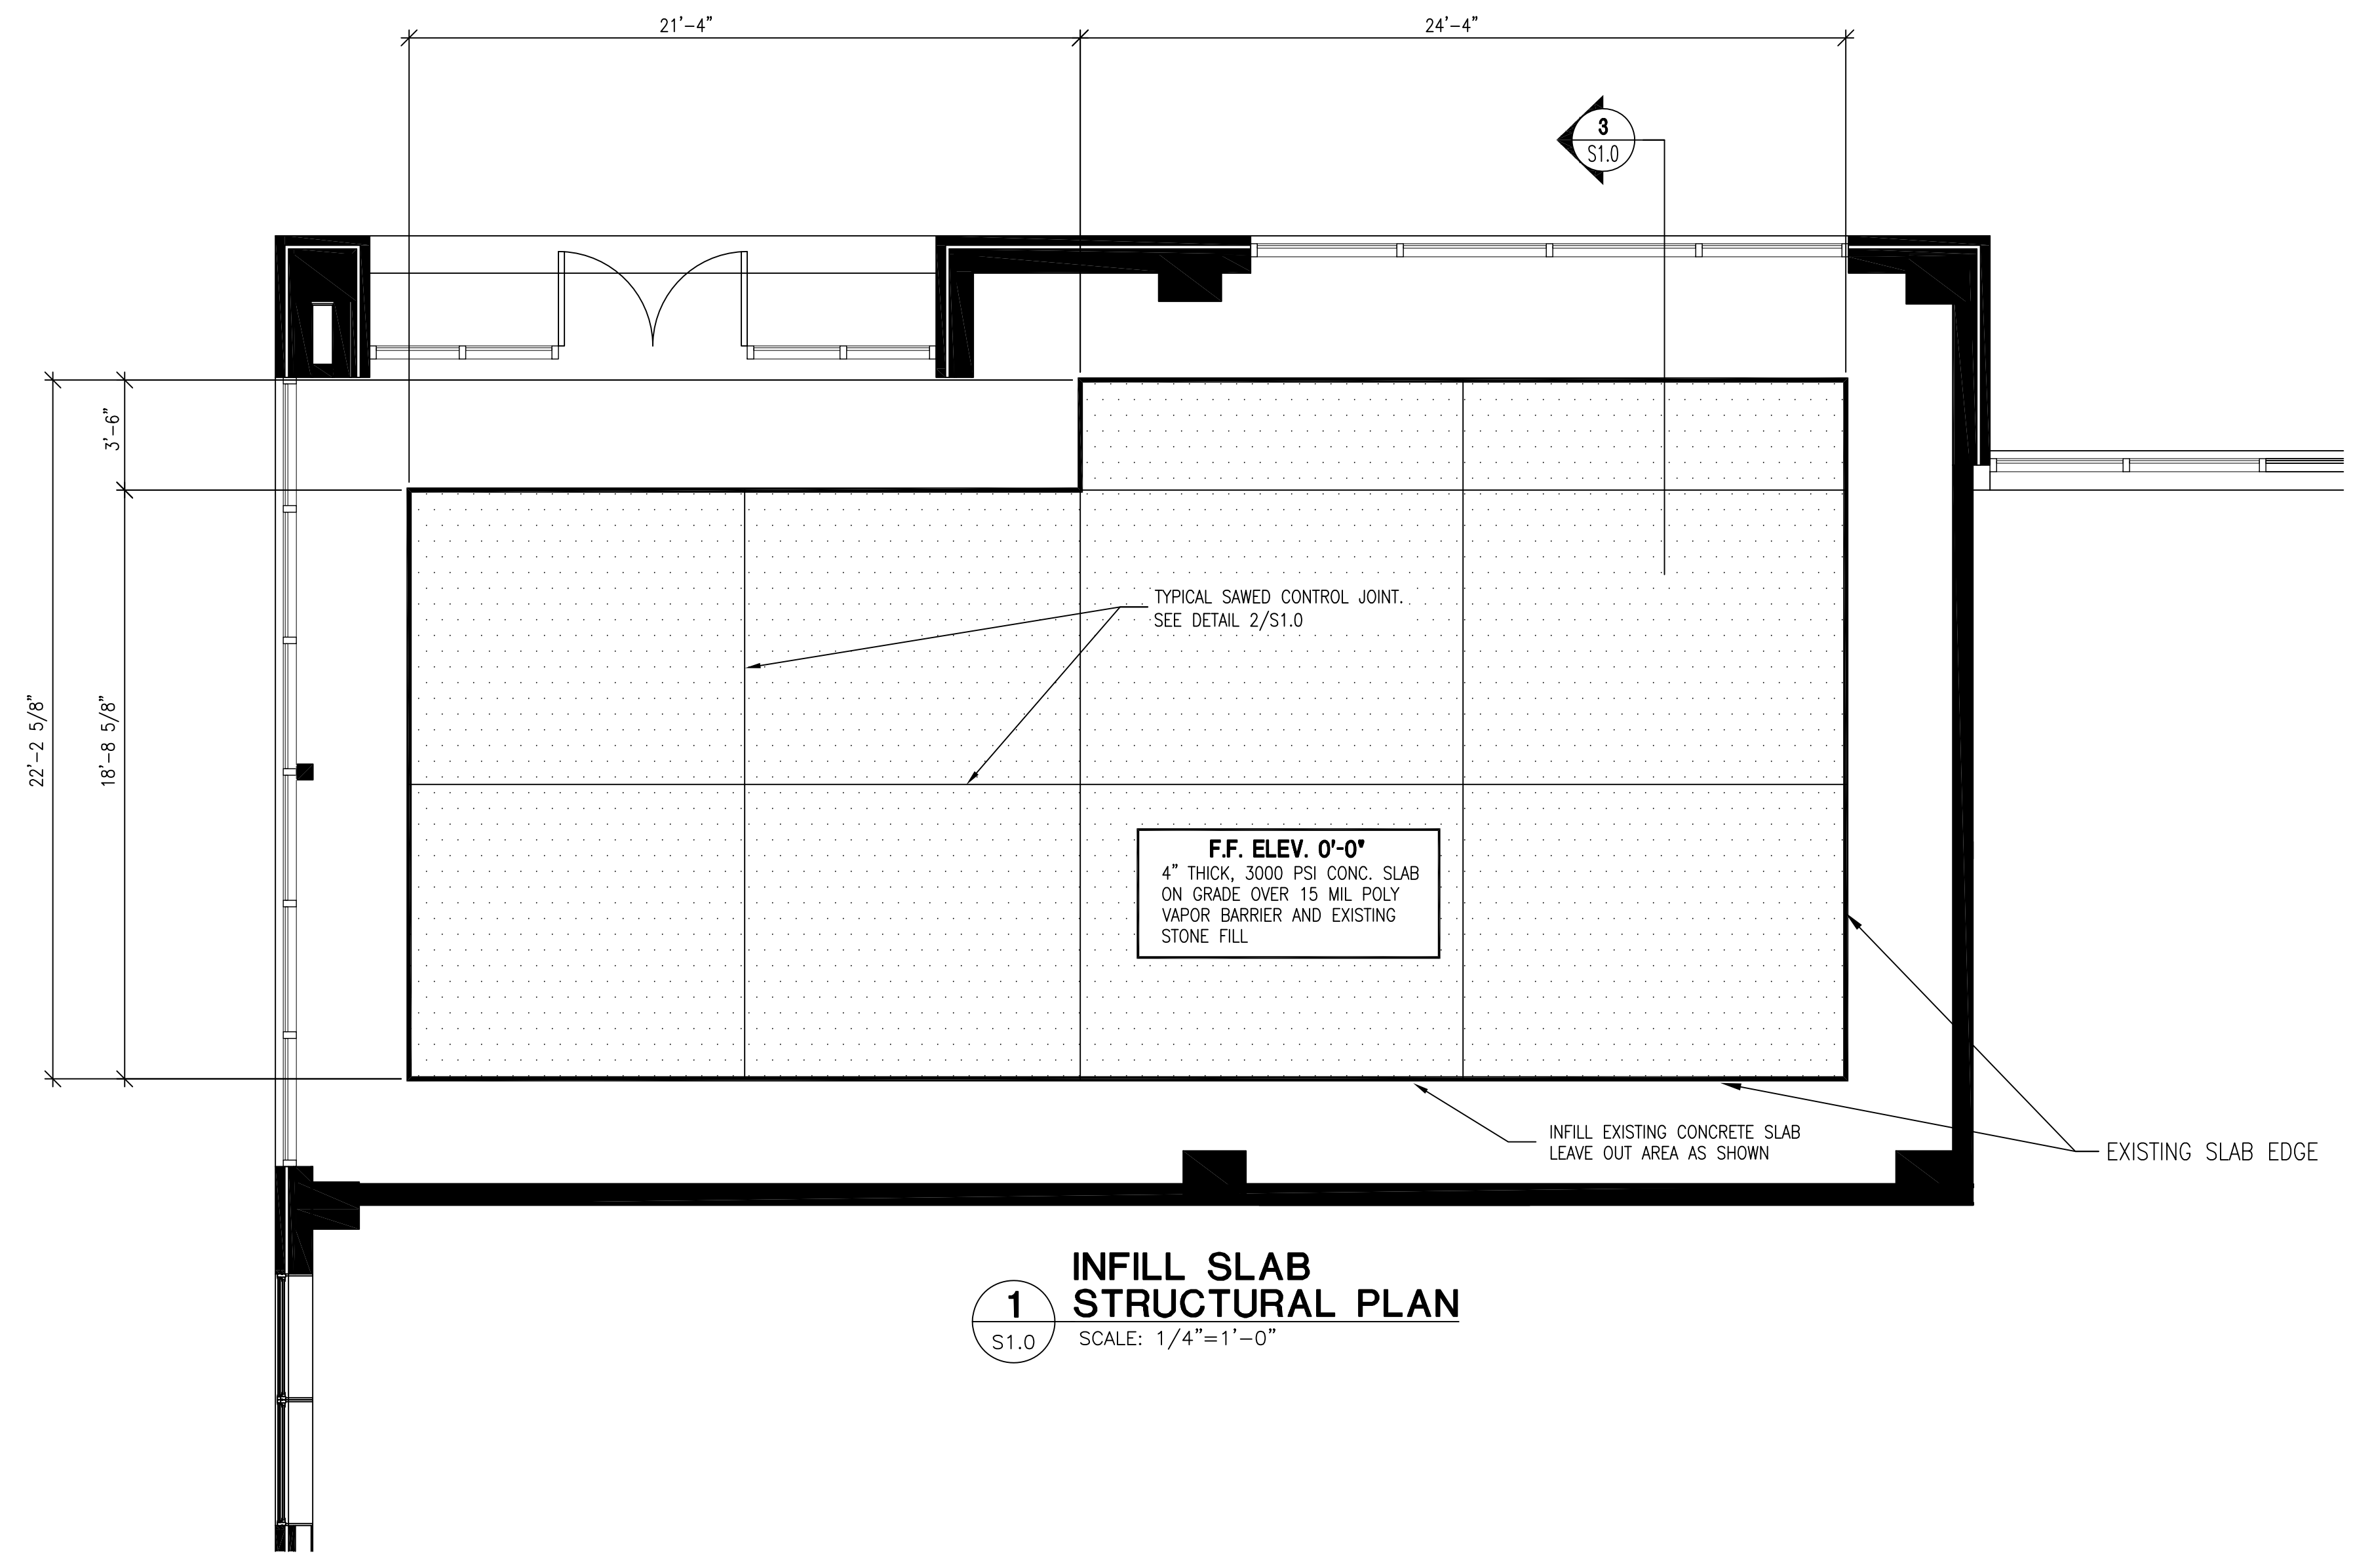 21'-4"
24'-4"
3
S1.0
3'-6"
22'-2 5/8"
18'-8 5/8"
TYPICAL SAWED CONTROL JOINT.
SEE DETAIL 2/S1.0
F.F. ELEV. 0'-0"
4" THICK, 3000 PSI CONC. SLAB
ON GRADE OVER 15 MIL POLY
VAPOR BARRIER AND EXISTING
STONE FILL
INFILL EXISTING CONCRETE SLAB
LEAVE OUT AREA AS SHOWN
EXISTING SLAB EDGE
INFILL SLAB
STRUCTURAL PLAN
1
S1.0
SCALE: 1/4"=1'-0"